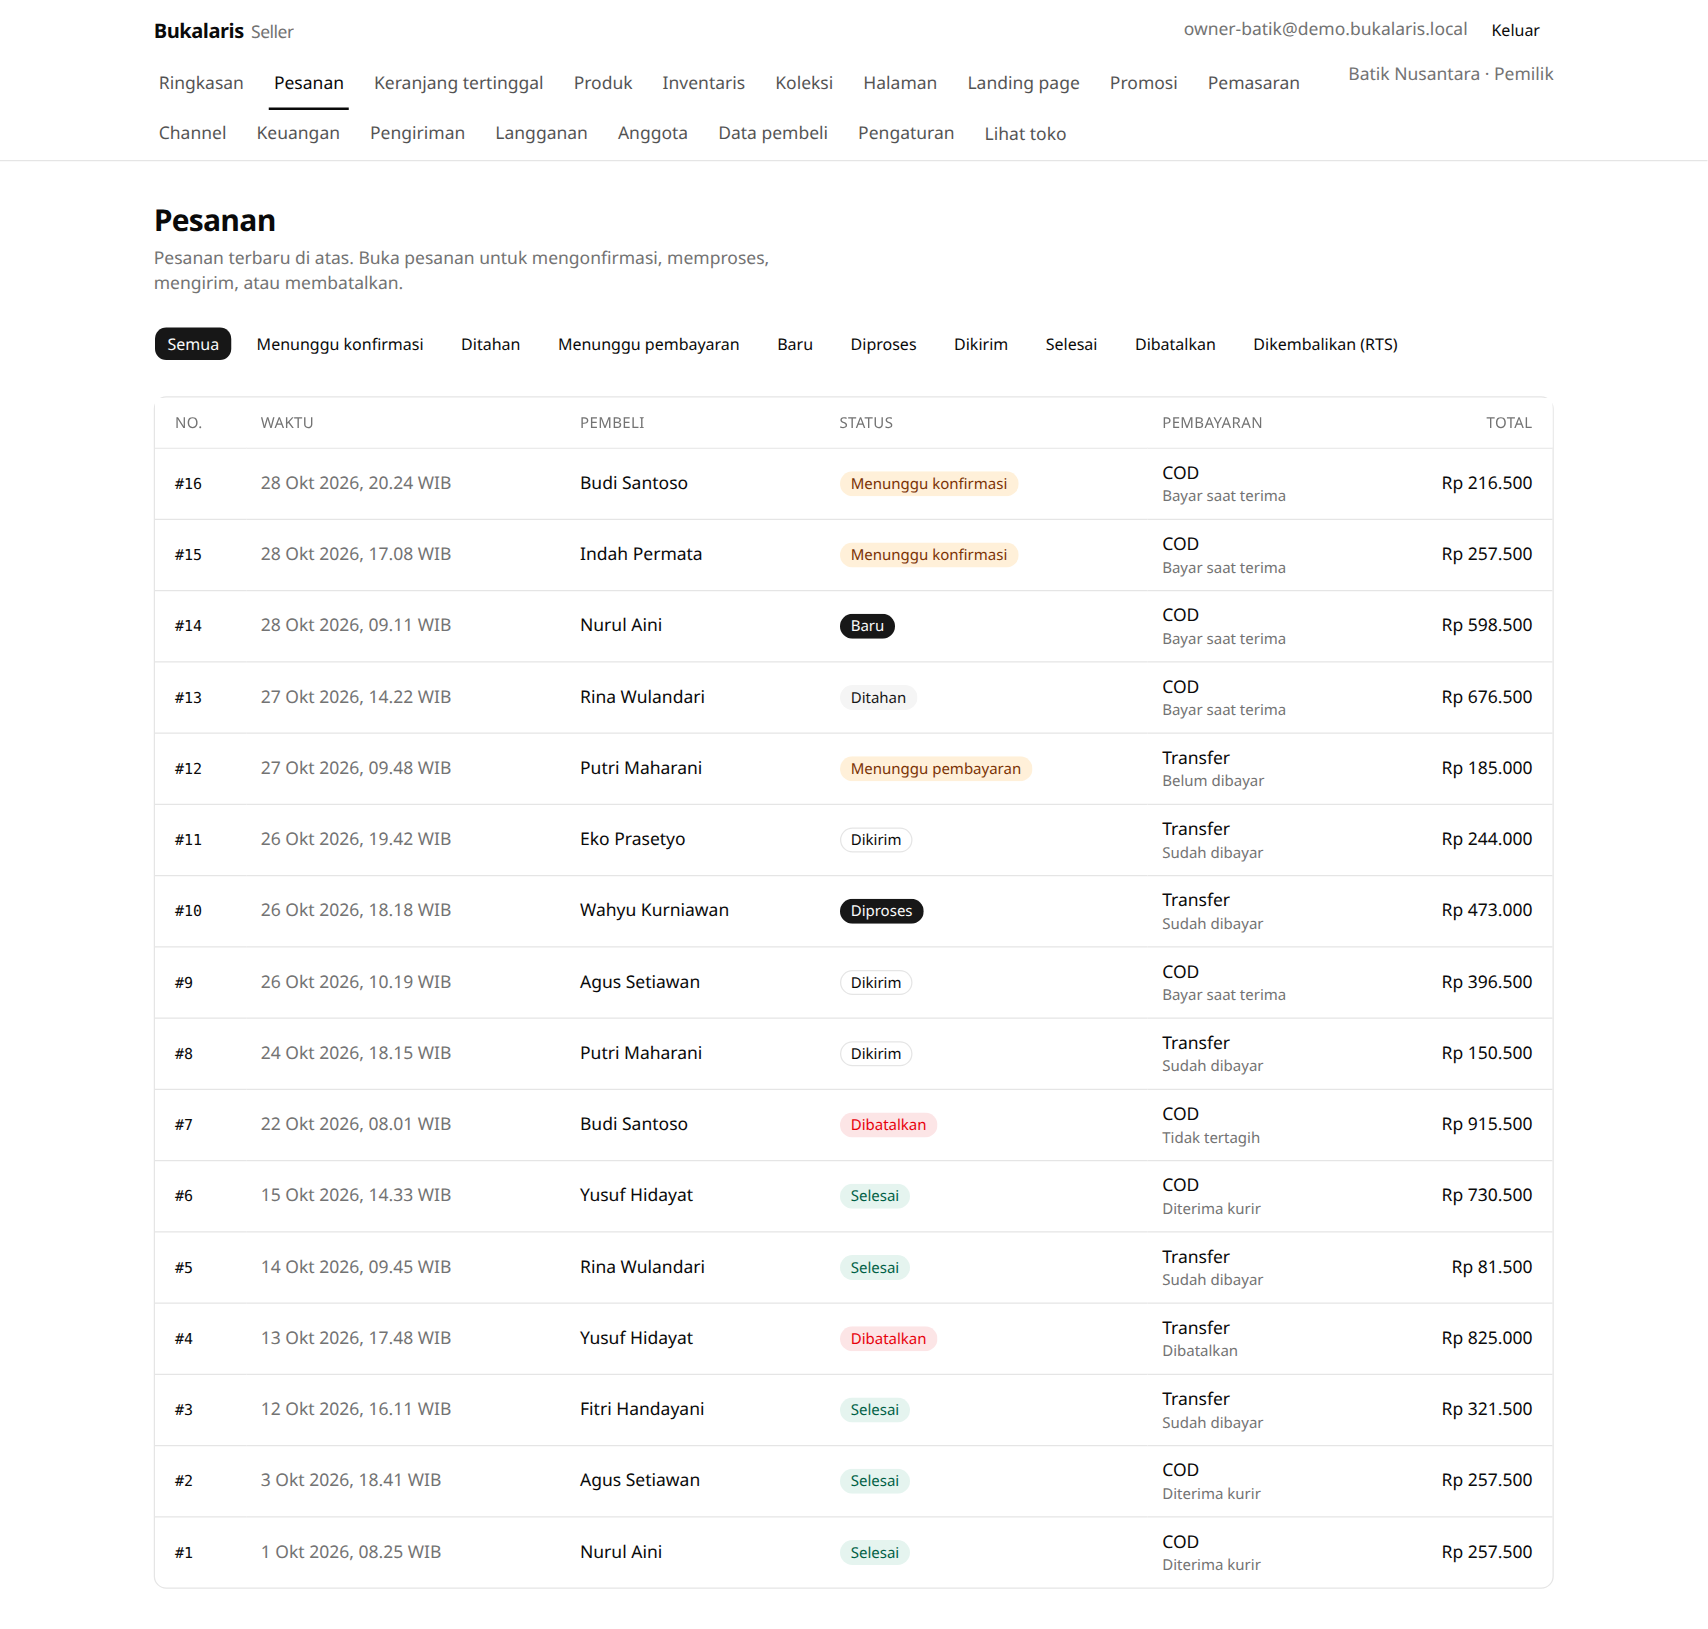 Bukalaris Seller
owner-batik@demo.bukalaris.local Keluar
Ringkasan Pesanan Keranjang tertinggal Produk Inventaris Koleksi Halaman Landing page Promosi Pemasaran
Batik Nusantara · Pemilik
Channel Keuangan Pengiriman Langganan Anggota Data pembeli Pengaturan Lihat toko
Pesanan
Pesanan terbaru di atas. Buka pesanan untuk mengonfirmasi, memproses,
mengirim, atau membatalkan.
Semua Menunggu konfirmasi Ditahan Menunggu pembayaran Baru Diproses Dikirim Selesai Dibatalkan Dikembalikan (RTS)
NO. WAKTU PEMBELI STATUS PEMBAYARAN TOTAL
#16 28 Okt 2026, 20.24 WIB Budi Santoso Menunggu konfirmasi COD Rp 216.500
Bayar saat terima
#15 28 Okt 2026, 17.08 WIB Indah Permata Menunggu konfirmasi COD Rp 257.500
Bayar saat terima
#14 28 Okt 2026, 09.11 WIB Nurul Aini Baru COD Rp 598.500
Bayar saat terima
#13 27 Okt 2026, 14.22 WIB Rina Wulandari Ditahan COD Rp 676.500
Bayar saat terima
#12 27 Okt 2026, 09.48 WIB Putri Maharani Menunggu pembayaran Transfer Rp 185.000
Belum dibayar
#11 26 Okt 2026, 19.42 WIB Eko Prasetyo Dikirim Transfer Rp 244.000
Sudah dibayar
#10 26 Okt 2026, 18.18 WIB Wahyu Kurniawan Diproses Transfer Rp 473.000
Sudah dibayar
#9 26 Okt 2026, 10.19 WIB Agus Setiawan Dikirim COD Rp 396.500
Bayar saat terima
#8 24 Okt 2026, 18.15 WIB Putri Maharani Dikirim Transfer Rp 150.500
Sudah dibayar
#7 22 Okt 2026, 08.01 WIB Budi Santoso Dibatalkan COD Rp 915.500
Tidak tertagih
#6 15 Okt 2026, 14.33 WIB Yusuf Hidayat Selesai COD Rp 730.500
Diterima kurir
#5 14 Okt 2026, 09.45 WIB Rina Wulandari Selesai Transfer Rp 81.500
Sudah dibayar
#4 13 Okt 2026, 17.48 WIB Yusuf Hidayat Dibatalkan Transfer Rp 825.000
Dibatalkan
#3 12 Okt 2026, 16.11 WIB Fitri Handayani Selesai Transfer Rp 321.500
Sudah dibayar
#2 3 Okt 2026, 18.41 WIB Agus Setiawan Selesai COD Rp 257.500
Diterima kurir
#1 1 Okt 2026, 08.25 WIB Nurul Aini Selesai COD Rp 257.500
Diterima kurir